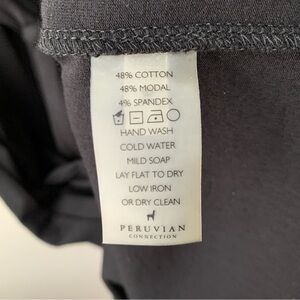 48% COTTON
48% MODAL
4% SPANDEX
HAND WASH
COLD WATER
MILD SOAP
LAY FLAT TO DRY
LOW IRON
OR DRY CLEAN
PERUVIAN
CONNECTION